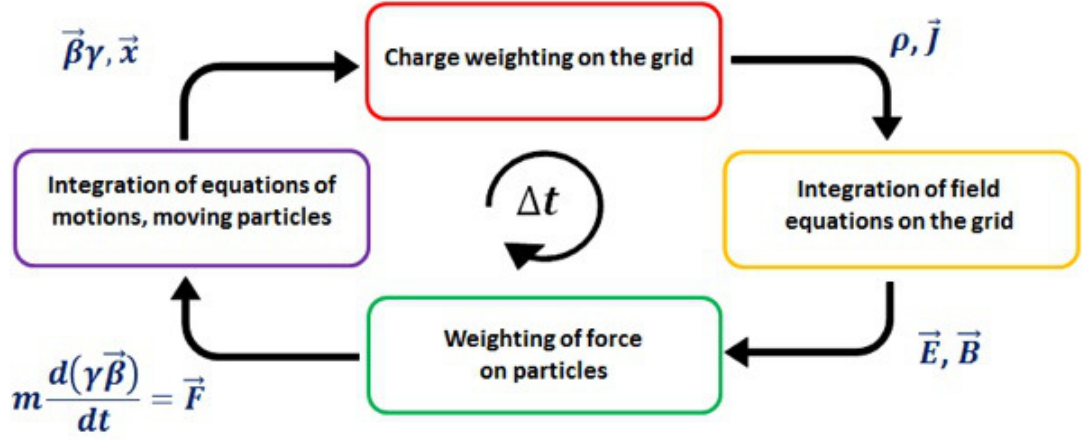 β⃗γ, x⃗
Charge weighting on the grid
ρ, J⃗
Integration of equations of
motions, moving particles
Δt
Integration of field
equations on the grid
Weighting of force
on particles
E⃗, B⃗
m d(γβ⃗)/dt = F⃗